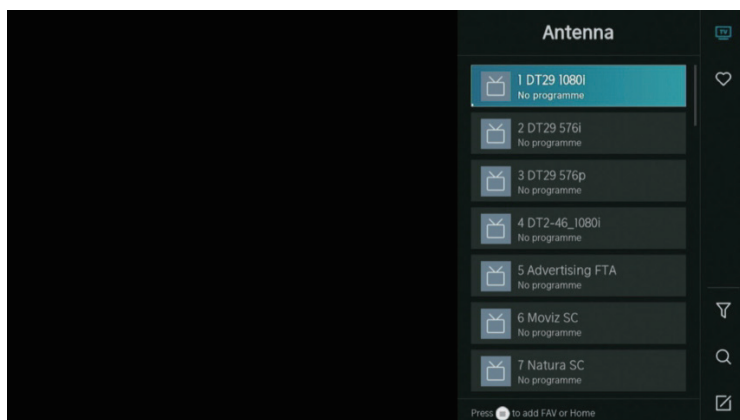 Antenna
TV
1 DT29 1080i
No programme
2 DT29 576i
No programme
3 DT29 576p
No programme
4 DT2-46_1080i
No programme
5 Advertising FTA
No programme
6 Moviz SC
No programme
7 Natura SC
No programme
Press to add FAV or Home